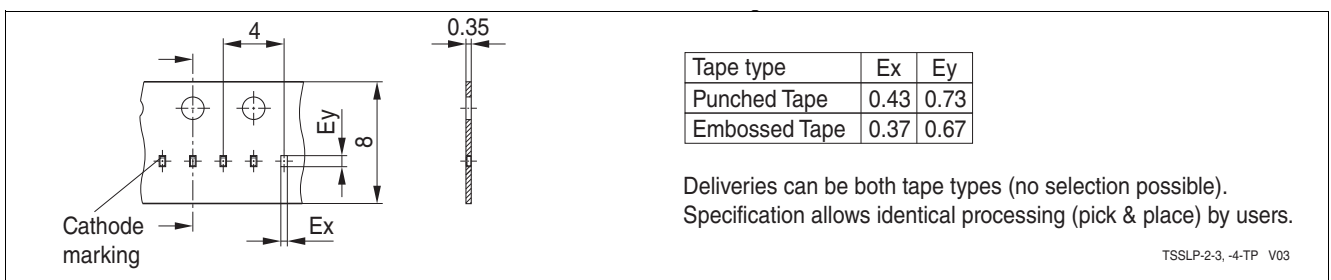 4
0.35
Ey
8
Cathode
marking
Ex
Tape type Ex Ey
Punched Tape 0.43 0.73
Embossed Tape 0.37 0.67
Deliveries can be both tape types (no selection possible).
Specification allows identical processing (pick & place) by users.
TSSLP-2-3, -4-TP V03